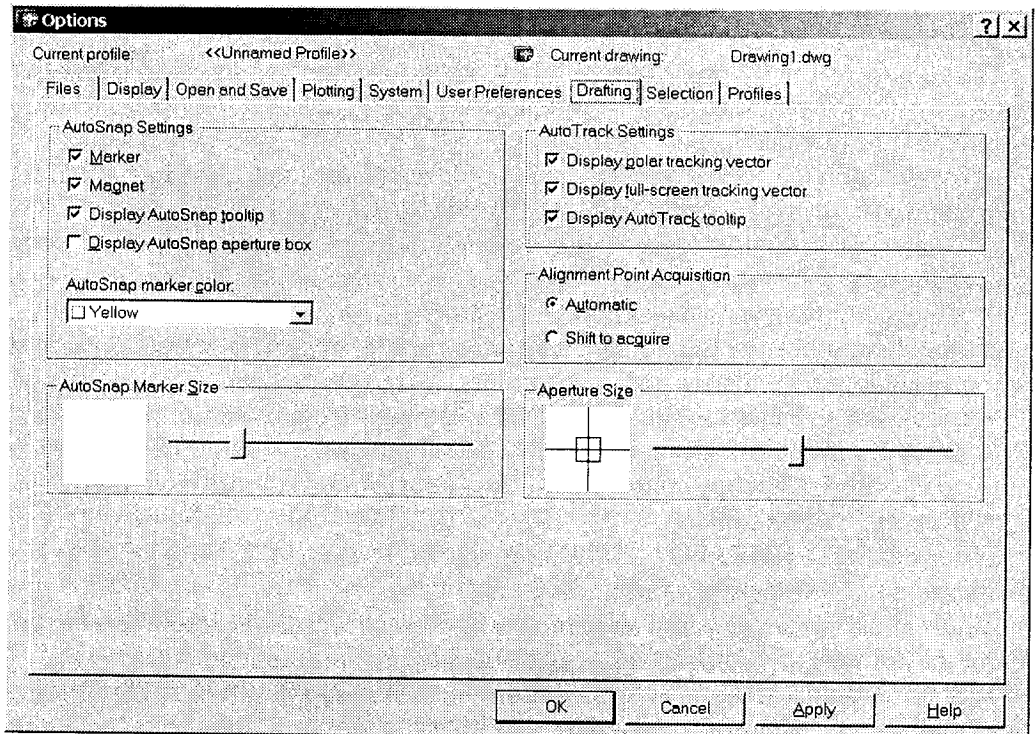 Options
? x
Current profile: <<Unnamed Profile>> Current drawing: Drawing1.dwg
Files Display Open and Save Plotting System User Preferences Drafting Selection Profiles
AutoSnap Settings
Marker
Magnet
Display AutoSnap tooltip
Display AutoSnap aperture box
AutoSnap marker color:
Yellow
AutoTrack Settings
Display polar tracking vector
Display full-screen tracking vector
Display AutoTrack tooltip
Alignment Point Acquisition
Automatic
Shift to acquire
AutoSnap Marker Size
Aperture Size
OK Cancel Apply Help